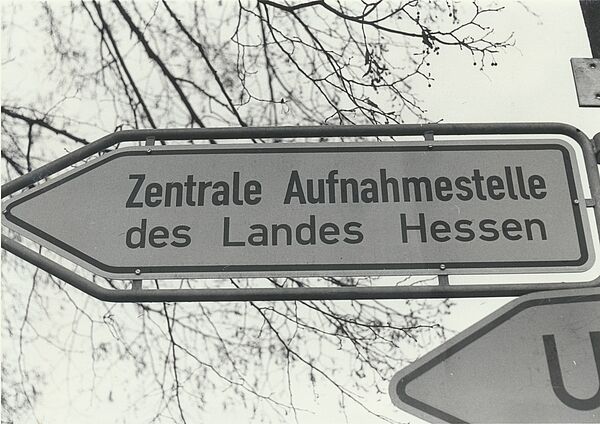 Zentrale Aufnahmestelle
des Landes Hessen
U